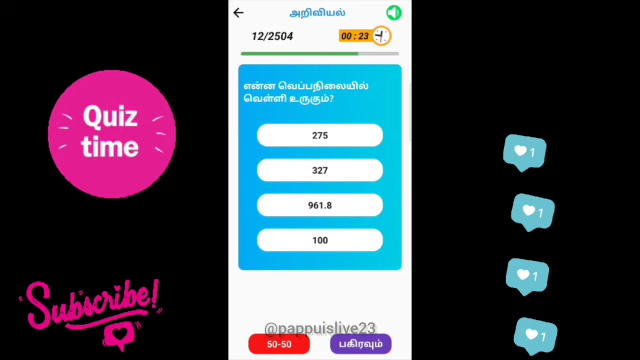 அறிவியல்
12/2504
00 : 23
என்ன வெப்பநிலையில்
வெள்ளி உருகும்?
275
327
961.8
100
@pappuislive23
50-50
பகிரவும்
Quiz
time
Subscribe!
1
1
1
1